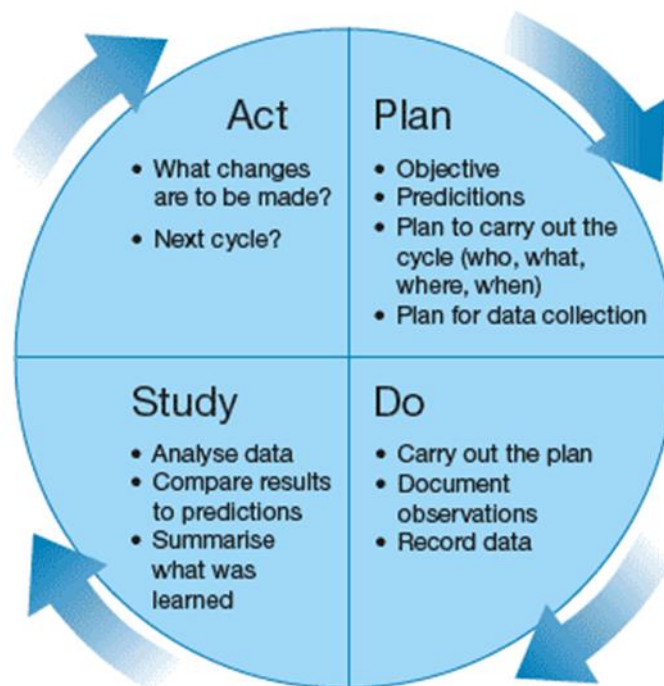 Act
• What changes
are to be made?
• Next cycle?
Plan
• Objective
• Predicitions
• Plan to carry out the
cycle (who, what,
where, when)
• Plan for data collection
Study
• Analyse data
• Compare results
to predictions
• Summarise
what was
learned
Do
• Carry out the plan
• Document
observations
• Record data